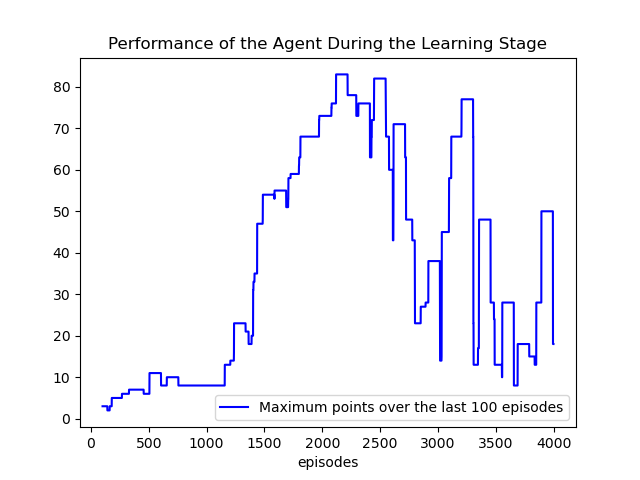 Performance of the Agent During the Learning Stage
80
70
60
50
40
30
20
10
0
Maximum points over the last 100 episodes
0 500 1000 1500 2000 2500 3000 3500 4000
episodes